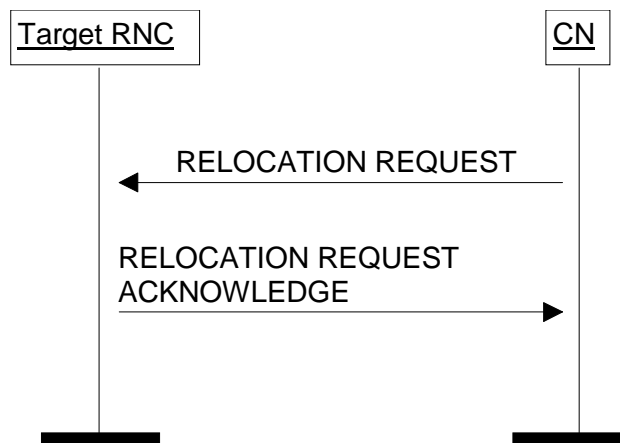 Target RNC
CN
RELOCATION REQUEST
RELOCATION REQUEST
ACKNOWLEDGE